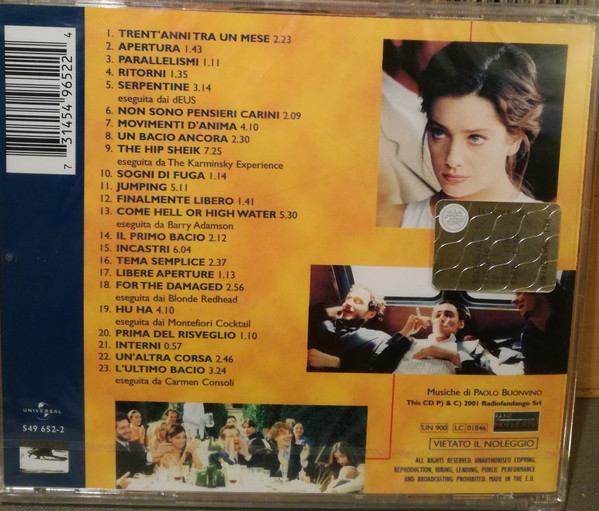 7 31454 96522 4
1. TRENT'ANNI TRA UN MESE 2.23
2. APERTURA 1.43
3. PARALLELISMI 1.11
4. RITORNI 1.35
5. SERPENTINE 3.14
eseguita dai dEUS
6. NON SONO PENSIERI CARINI 2.09
7. MOVIMENTI D'ANIMA 4.10
8. UN BACIO ANCORA 2.30
9. THE HIP SHEIK 7.25
eseguita da The Karminsky Experience
10. SOGNI DI FUGA 1.14
11. JUMPING 5.11
12. FINALMENTE LIBERO 1.41
13. COME HELL OR HIGH WATER 5.30
eseguita da Barry Adamson
14. IL PRIMO BACIO 2.12
15. INCASTRI 6.04
16. TEMA SEMPLICE 2.37
17. LIBERE APERTURE 1.13
18. FOR THE DAMAGED 2.56
eseguita dai Blonde Redhead
19. HU HA 4.10
eseguita dai Montefiori Cocktail
20. PRIMA DEL RISVEGLIO 1.10
21. INTERNI 0.57
22. UN'ALTRA CORSA 2.46
23. L'ULTIMO BACIO 3.24
eseguita da Carmen Consoli
UNIVERSAL
549 652-2
Musiche di PAOLO BUONVINO
This CD P) & C) 2001 Radiofandango Srl
UN 900 LC 01846
VIETATO IL NOLEGGIO
ALL RIGHTS RESERVED. UNAUTHORISED COPYING,
REPRODUCTION, HIRING, LENDING, PUBLIC PERFORMANCE
AND BROADCASTING PROHIBITED. MADE IN THE E.U.